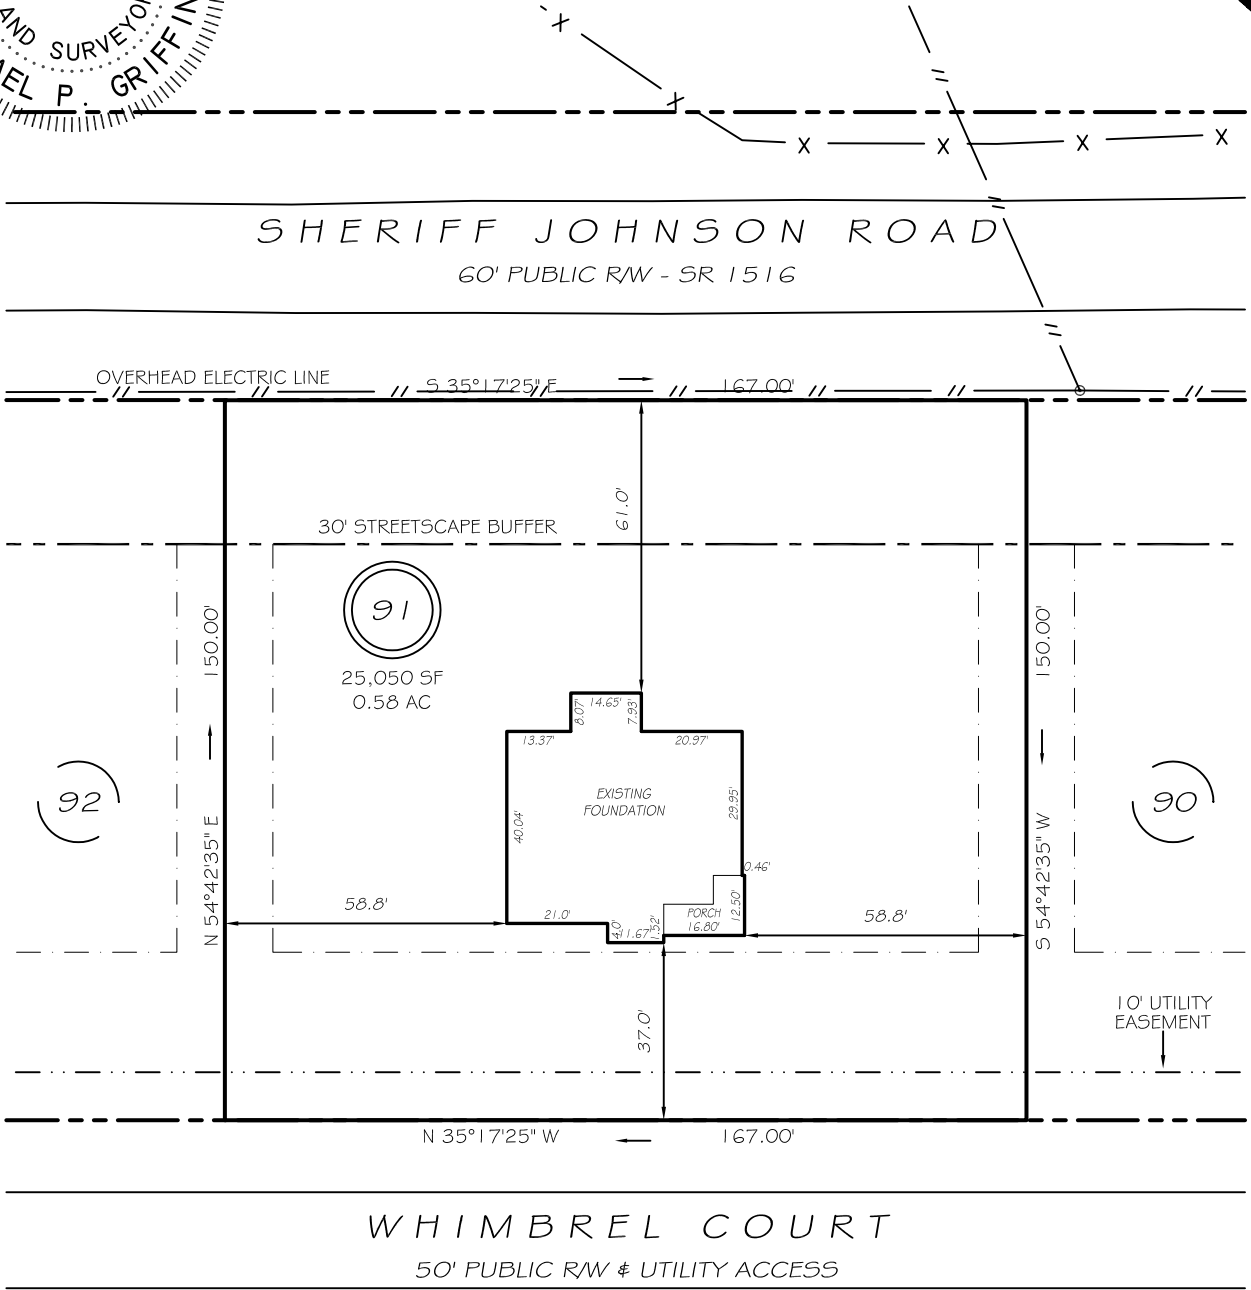 AND SURVEYO
AEL P. GRIFFIN
X
X
X X X X
SHERIFF JOHNSON ROAD
60' PUBLIC R/W - SR 1516
OVERHEAD ELECTRIC LINE
S 35°17'25" E 167.00'
61.0'
30' STREETSCAPE BUFFER
91
25,050 SF
0.58 AC
150.00'
150.00'
8.07' 14.65' 7.93'
13.37' 20.97'
EXISTING
FOUNDATION
92
90
40.04'
29.95'
N 54°42'35" E
S 54°42'35" W
0.46'
58.8'
21.0'
4.0'
11.67'
1.52'
PORCH
16.80'
12.50'
58.8'
37.0'
10' UTILITY
EASEMENT
N 35°17'25" W 167.00'
WHIMBREL COURT
50' PUBLIC R/W & UTILITY ACCESS